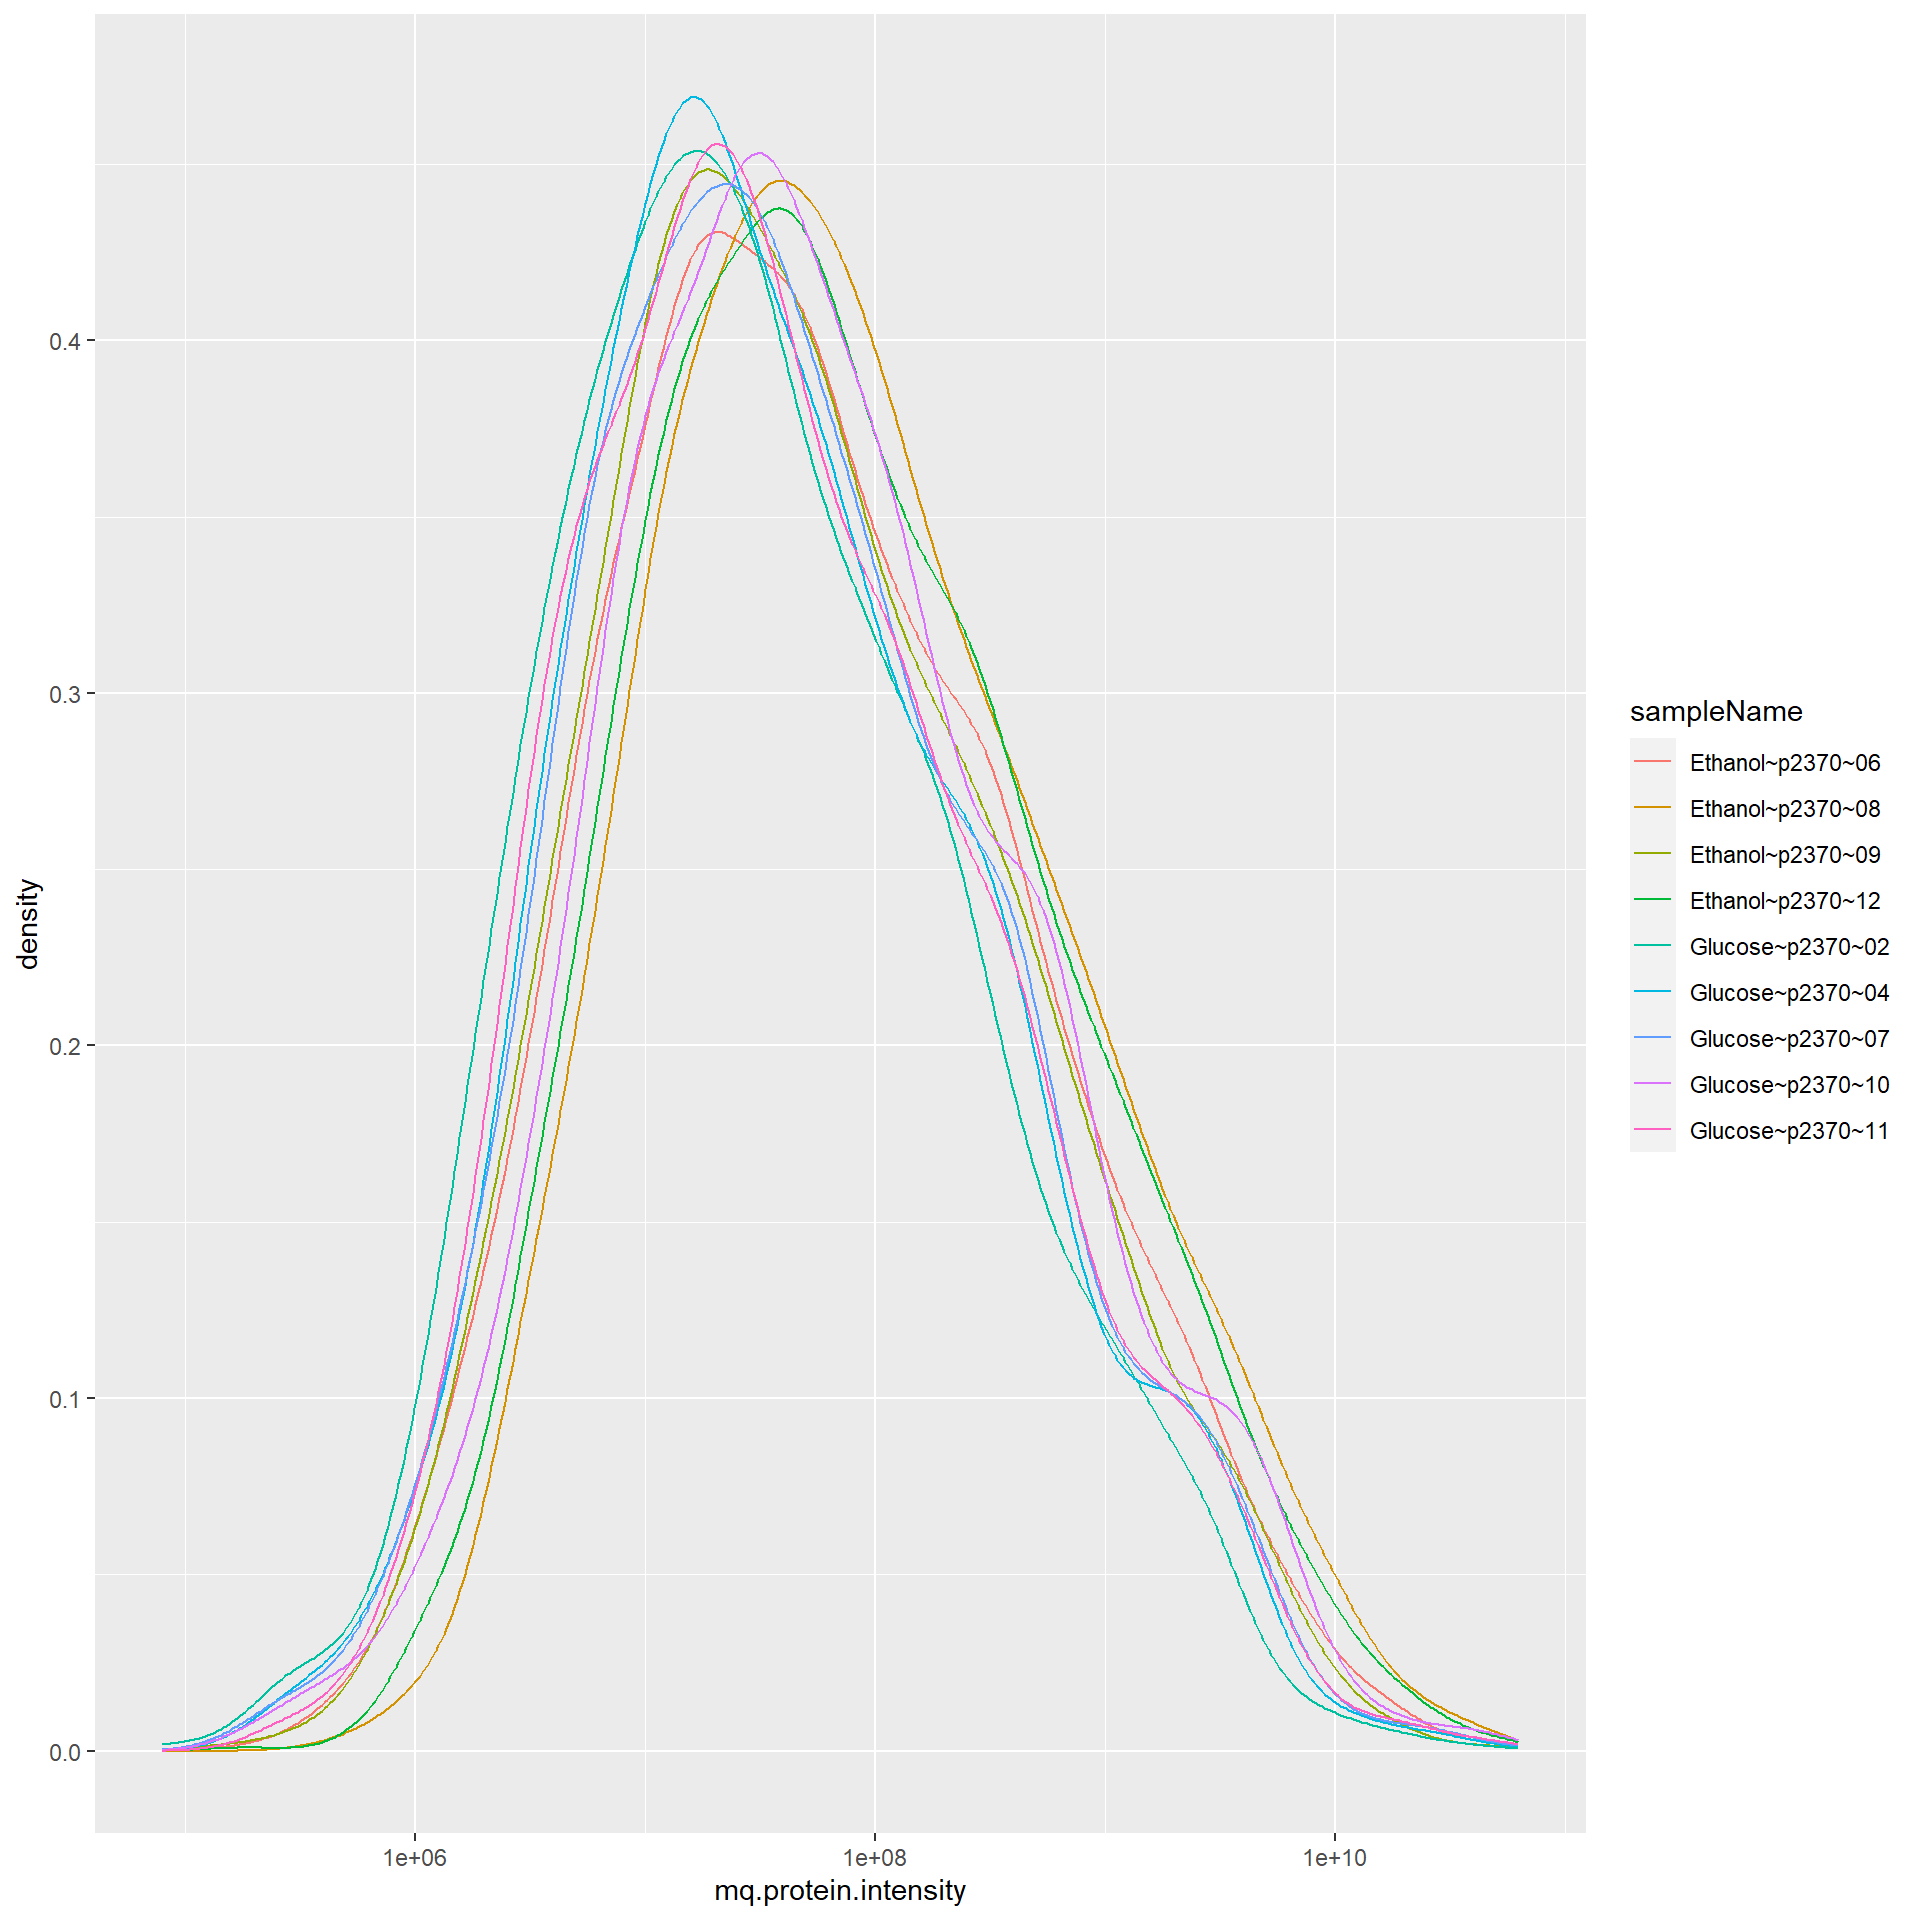 density
0.4
0.3
0.2
0.1
0.0
1e+06
1e+08
1e+10
mq.protein.intensity
sampleName
Ethanol~p2370~06
Ethanol~p2370~08
Ethanol~p2370~09
Ethanol~p2370~12
Glucose~p2370~02
Glucose~p2370~04
Glucose~p2370~07
Glucose~p2370~10
Glucose~p2370~11